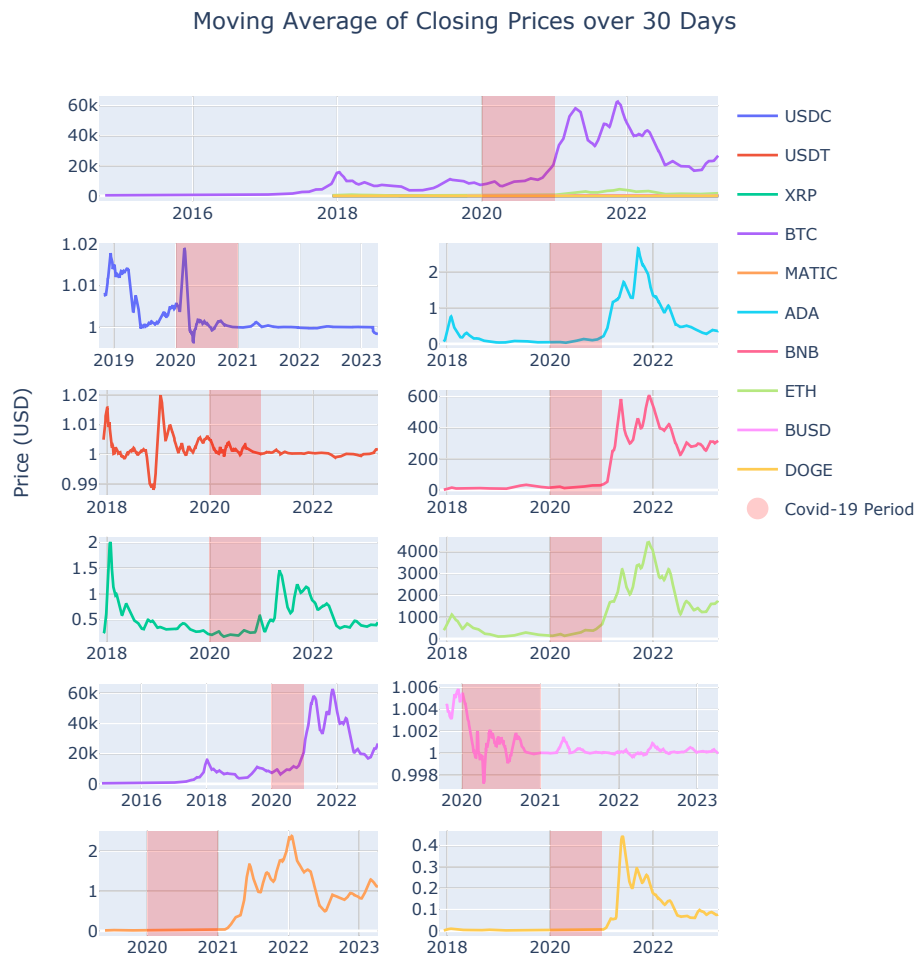 Moving Average of Closing Prices over 30 Days
60k
40k
20k
0
2016 2018 2020 2022
USDC
USDT
XRP
BTC
MATIC
ADA
BNB
ETH
BUSD
DOGE
Covid-19 Period
Price (USD)
1.02
1.01
1
2019 2020 2021 2022 2023
2
1
0
2018 2020 2022
1.02
1.01
1
0.99
2018 2020 2022
600
400
200
0
2018 2020 2022
2
1.5
1
0.5
2018 2020 2022
4000
3000
2000
1000
0
2018 2020 2022
60k
40k
20k
0
2016 2018 2020 2022
1.006
1.004
1.002
1
0.998
2020 2021 2022 2023
2
1
0
2020 2021 2022 2023
0.4
0.3
0.2
0.1
0
2018 2020 2022